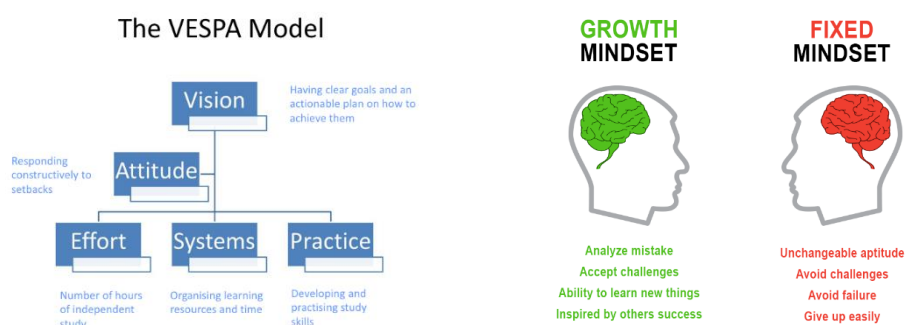 The VESPA Model
Vision
Having clear goals and an
actionable plan on how to
achieve them
Responding
constructively to
setbacks
Attitude
Effort
Systems
Practice
Number of hours
of independent
study
Organising learning
resources and time
Developing and
practising study
skills
GROWTH
MINDSET
Analyze mistake
Accept challenges
Ability to learn new things
Inspired by others success
FIXED
MINDSET
Unchangeable aptitude
Avoid challenges
Avoid failure
Give up easily